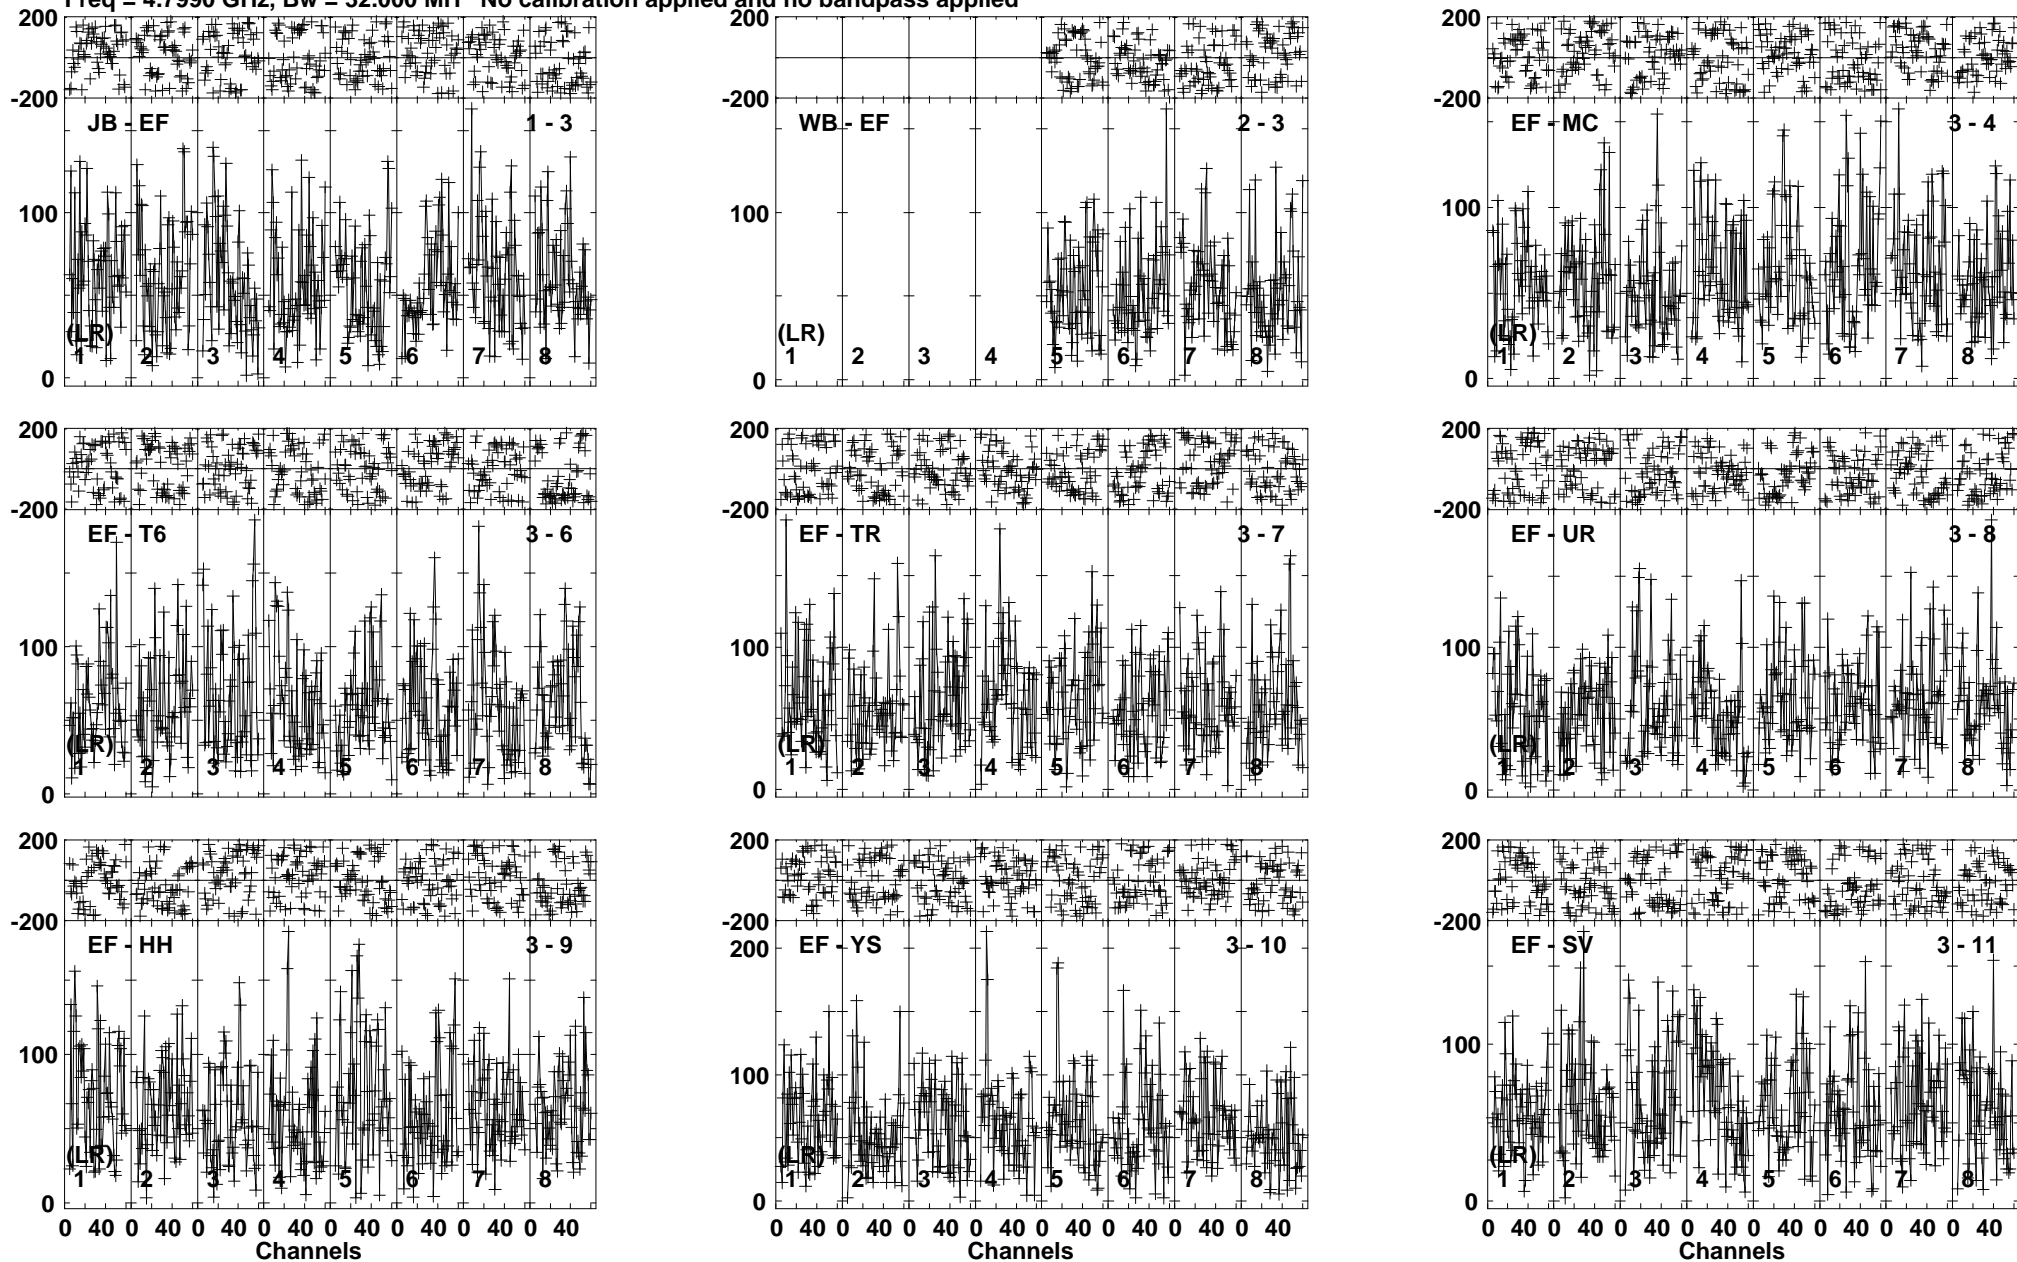 Freq = 4.7990 GHz, Bw = 32.000 MH No calibration applied and no bandpass applied
200 200 200
-200 -200 -200
JB - EF 1 - 3 WB - EF 2 - 3 EF - MC 3 - 4
100 100 100
(LR) (LR) (LR)
1 2 3 4 5 6 7 8 1 2 3 4 5 6 7 8 1 2 3 4 5 6 7 8
0 0 0
200 200 200
-200 -200 -200
EF - T6 3 - 6 EF - TR 3 - 7 EF - UR 3 - 8
100 100 100
(LR) (LR) (LR)
1 2 3 4 5 6 7 8 1 2 3 4 5 6 7 8 1 2 3 4 5 6 7 8
0 0 0
200 200 200
-200 -200 -200
EF - HH 3 - 9 EF - YS 3 - 10 EF - SV 3 - 11
200
100 100 100
(LR) (LR) (LR)
1 2 3 4 5 6 7 8 1 2 3 4 5 6 7 8 1 2 3 4 5 6 7 8
0 0 0
0 40 0 40 0 40 0 40 0 40 0 40 0 40 0 40 0 40 0 40 0 40 0 40 0 40 0 40 0 40 0 40 0 40 0 40 0 40 0 40 0 40 0 40 0 40 0 40
Channels Channels Channels